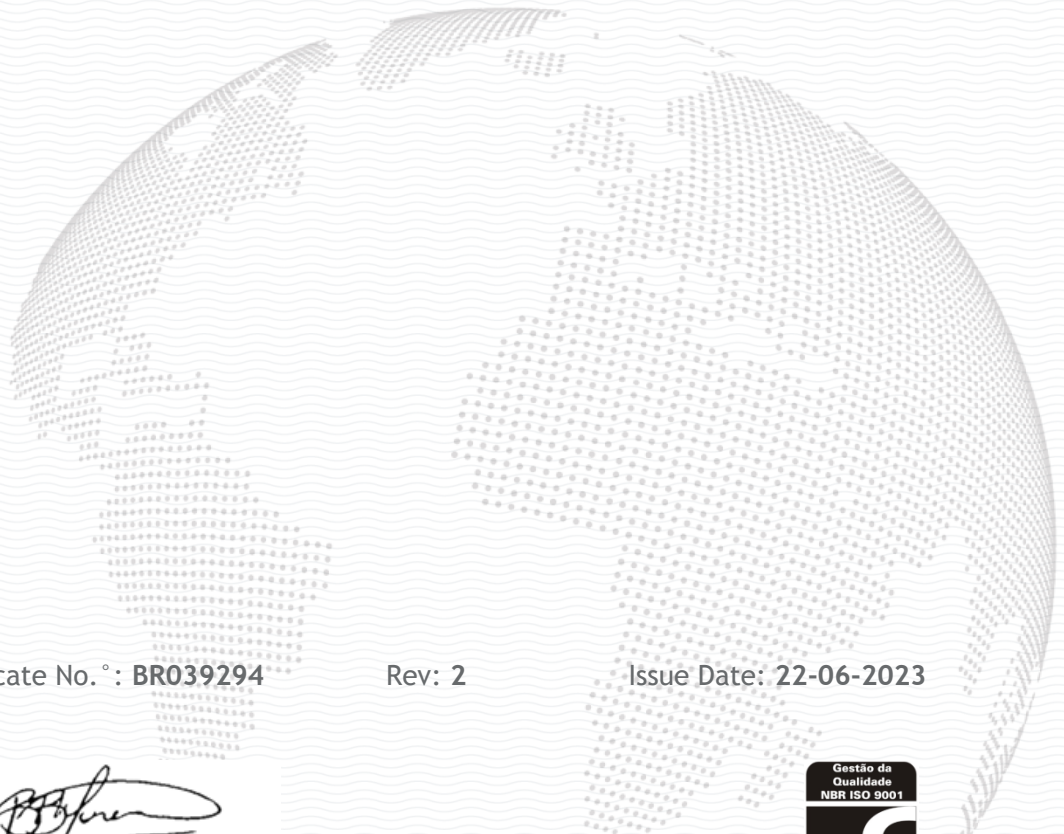 cate No.°: BR039294 Rev: 2 Issue Date: 22-06-2023
Gestão da
Qualidade
NBR ISO 9001